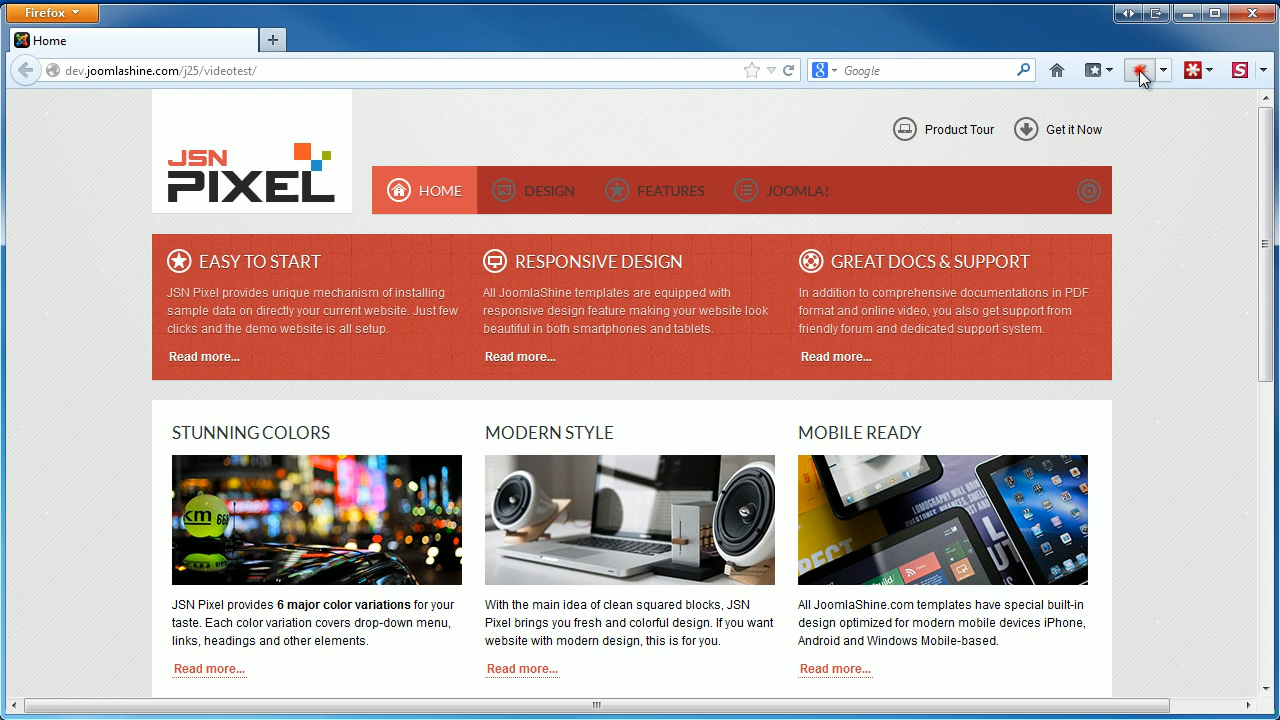 Firefox
Home
dev.joomlashine.com/j25/videotest/
Google
Product Tour
Get it Now
JSN
PIXEL
HOME
DESIGN
FEATURES
JOOMLA!
EASY TO START
JSN Pixel provides unique mechanism of installing
sample data on directly your current website. Just few
clicks and the demo website is all setup.
Read more...
RESPONSIVE DESIGN
All JoomlaShine templates are equipped with
responsive design feature making your website look
beautiful in both smartphones and tablets.
Read more...
GREAT DOCS & SUPPORT
In addition to comprehensive documentations in PDF
format and online video, you also get support from
friendly forum and dedicated support system.
Read more...
STUNNING COLORS
km 666
JSN Pixel provides 6 major color variations for your
taste. Each color variation covers drop-down menu,
links, headings and other elements.
Read more...
MODERN STYLE
With the main idea of clean squared blocks, JSN
Pixel brings you fresh and colorful design. If you want
website with modern design, this is for you.
Read more...
MOBILE READY
All JoomlaShine.com templates have special built-in
design optimized for modern mobile devices iPhone,
Android and Windows Mobile-based.
Read more...